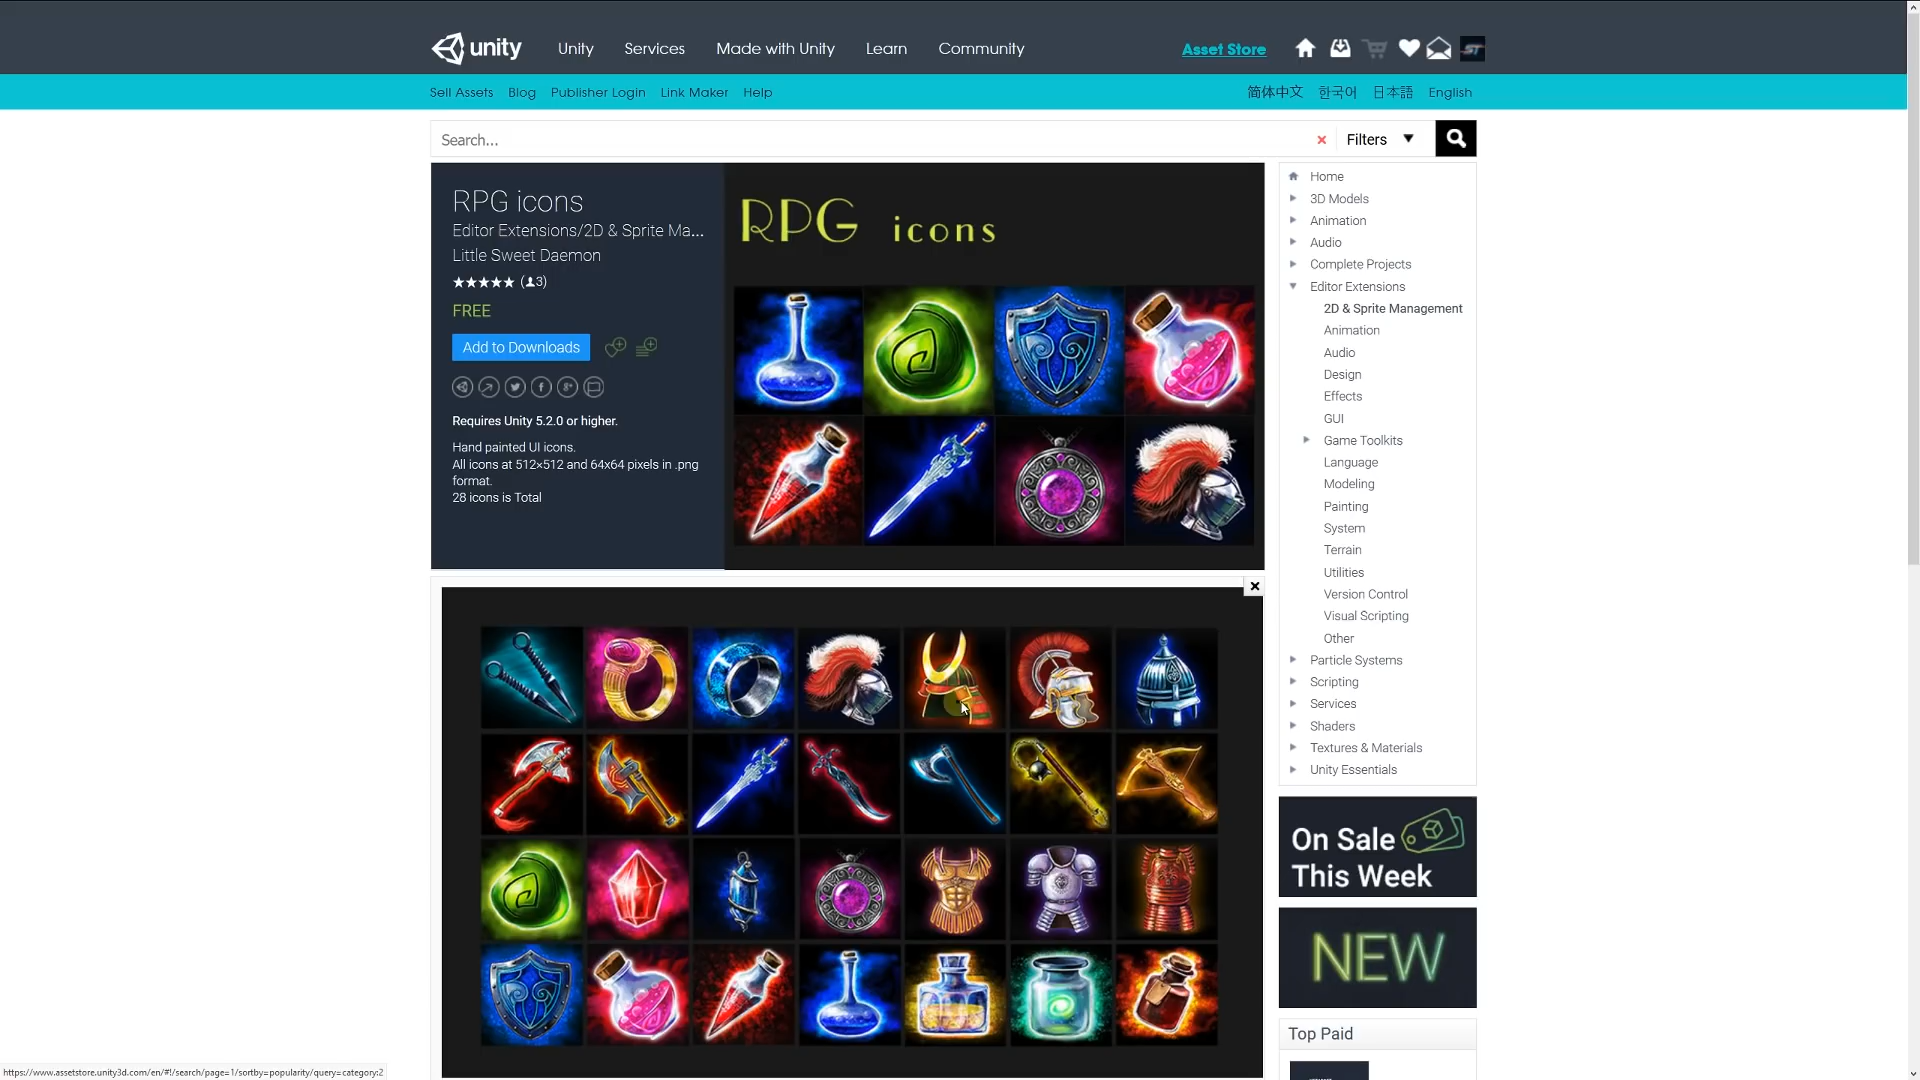 unity
Unity
Services
Made with Unity
Learn
Community
Asset Store
ST
Sell Assets
Blog
Publisher Login
Link Maker
Help
简体中文
한국어
日本語
English
Search...
×
Filters
RPG icons
Editor Extensions/2D & Sprite Ma...
Little Sweet Daemon
★★★★★ (3)
FREE
Add to Downloads
Requires Unity 5.2.0 or higher.
Hand painted UI icons.
All icons at 512×512 and 64x64 pixels in .png
format.
28 icons is Total
RPG icons
Home
3D Models
Animation
Audio
Complete Projects
Editor Extensions
2D & Sprite Management
Animation
Audio
Design
Effects
GUI
Game Toolkits
Language
Modeling
Painting
System
Terrain
Utilities
Version Control
Visual Scripting
Other
Particle Systems
Scripting
Services
Shaders
Textures & Materials
Unity Essentials
On Sale
This Week
NEW
Top Paid
https://www.assetstore.unity3d.com/en/#!/search/page=1/sortby=popularity/query=category:2